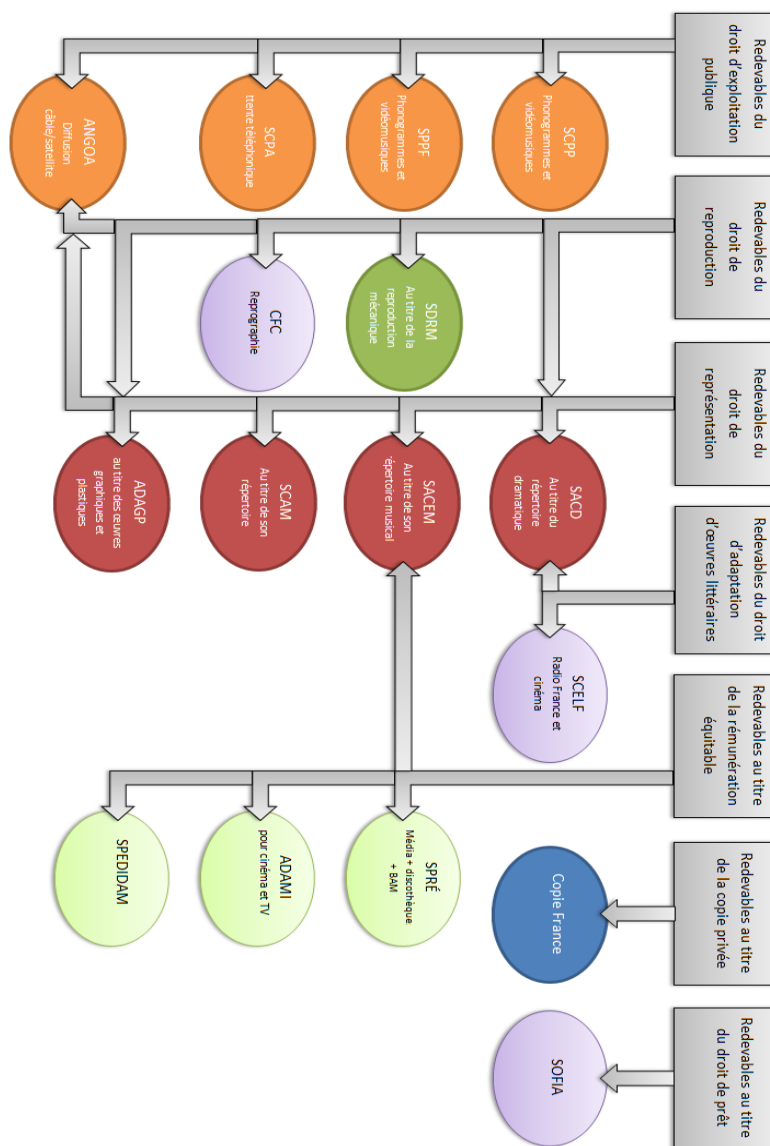 Redevables du
droit d'exploitation
publique
Redevables du
droit de
reproduction
Redevables du
droit de
représentation
Redevables du droit
d'adaptation
d'œuvres littéraires
Redevables au titre
de la rémunération
équitable
Redevables au titre
de la copie privée
Redevables au titre
du droit de prêt
SCPP
Phonogrammes et
vidéomusiques
SPPF
Phonogrammes et
vidéomusiques
SCPA
ttente téléphonique
ANGOA
Diffusion
câble/satellite
SDRM
Au titre de la
reproduction
mécanique
CFC
Reprographie
SACD
Au titre du
répertoire
dramatique
SACEM
Au titre de son
répertoire musical
SCAM
Au titre de son
répertoire
ADAGP
au titre des œuvres
graphiques et
plastiques
SCELF
Radio France et
cinéma
SPRÉ
Média + discothèque
+ BAM
ADAMI
pour cinéma et TV
SPEDIDAM
Copie France
SOFIA